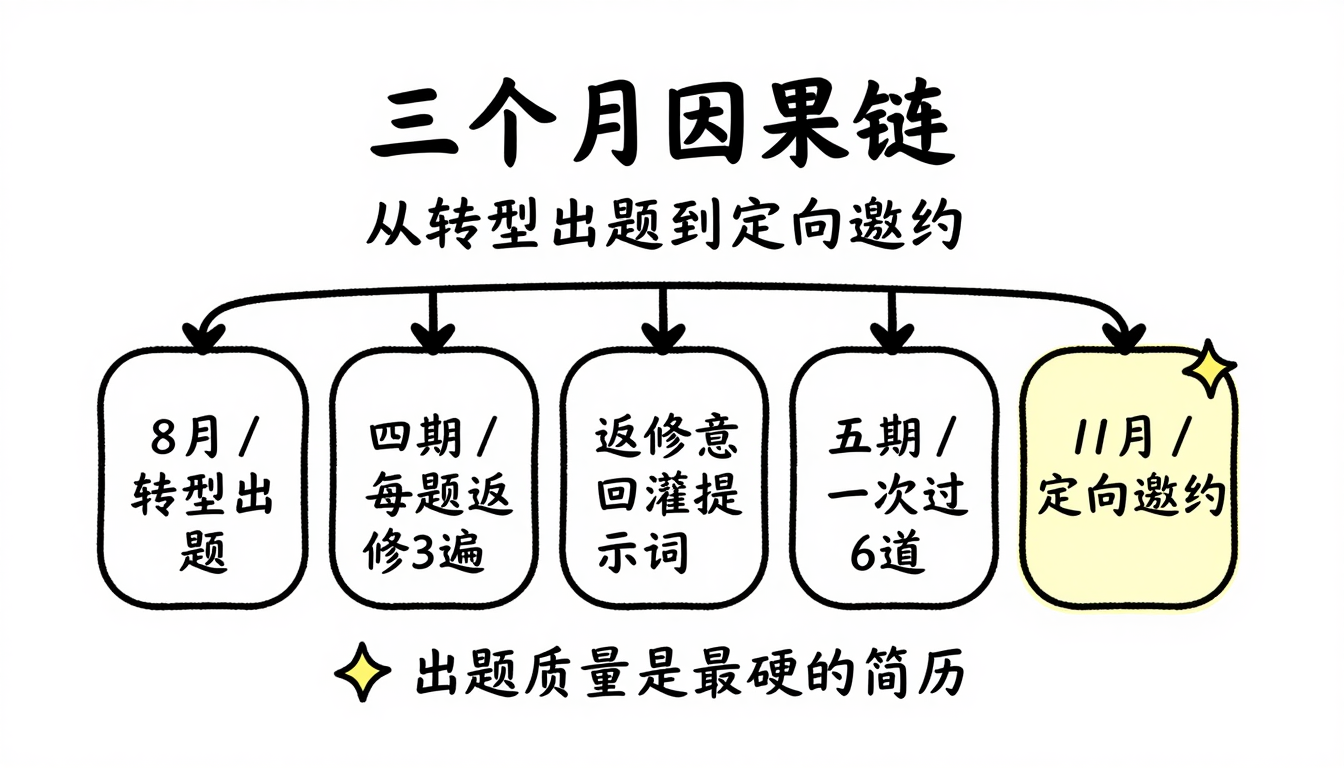 三个月因果链
从转型出题到定向邀约
8月 /
转型出
题
四期 /
每题返
修3遍
返修意
回灌提
示词
五期 /
一次过
6道
11月 /
定向邀约
出题质量是最硬的简历